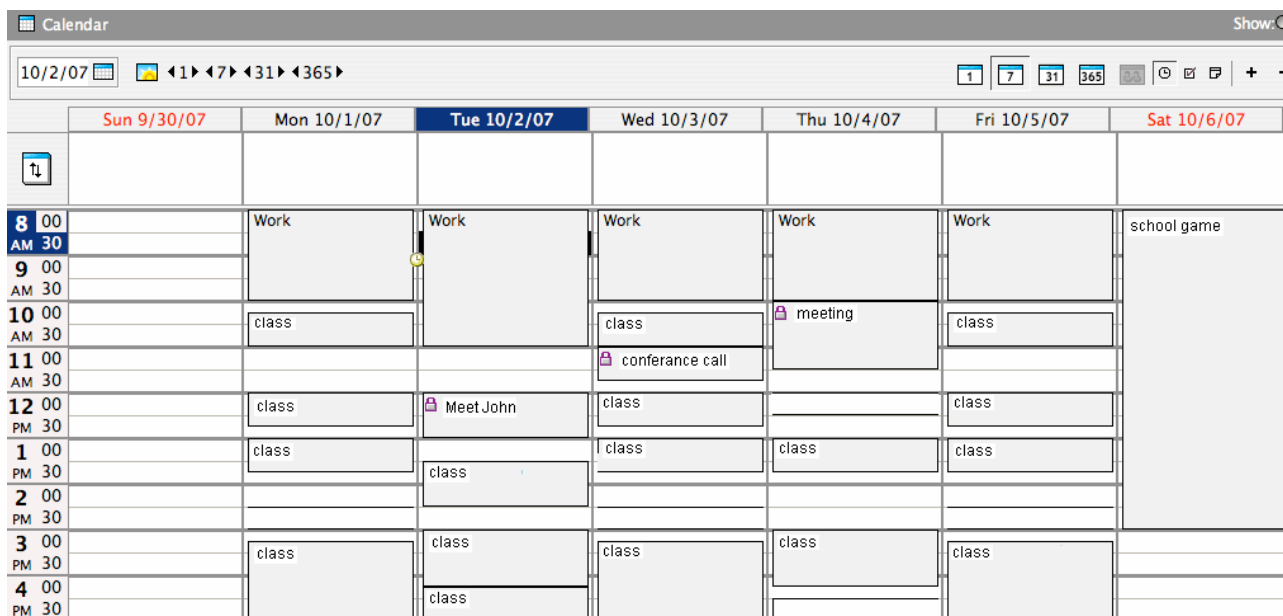 Calendar Show:
10/2/07 1 7 31 365 1 7 31 365
Sun 9/30/07 Mon 10/1/07 Tue 10/2/07 Wed 10/3/07 Thu 10/4/07 Fri 10/5/07 Sat 10/6/07
8 00 Work Work Work Work Work school game
AM 30
9 00
AM 30
10 00 class class meeting class
AM 30
11 00 conferance call
AM 30
12 00 class Meet John class class
PM 30
1 00 class class class class
PM 30 class
2 00
PM 30
3 00 class class class class class
PM 30
4 00 class
PM 30